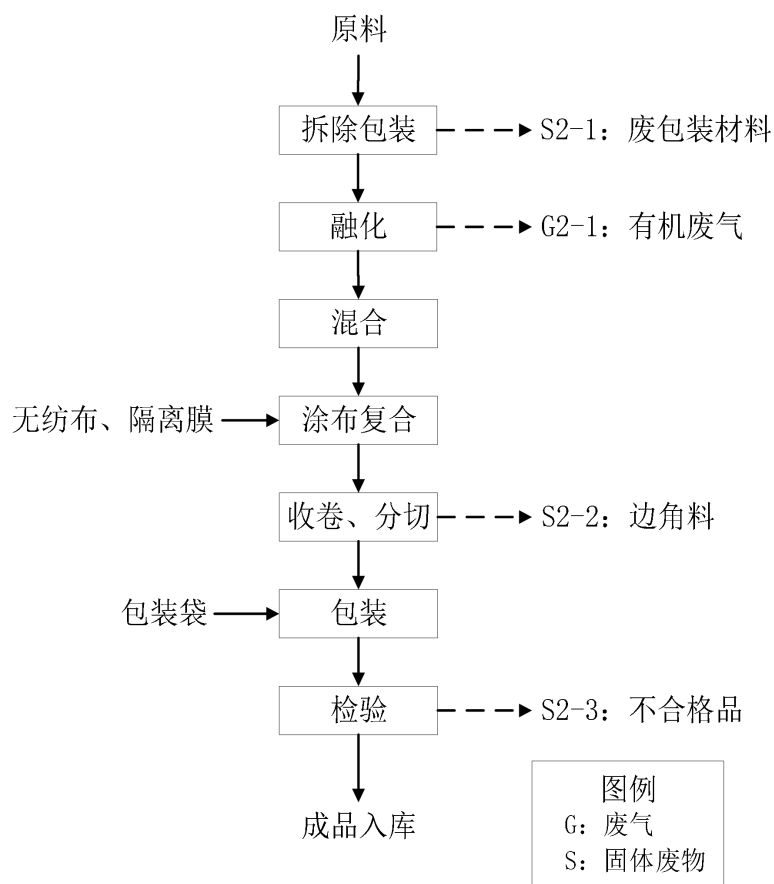 原料
拆除包装
S2-1：废包装材料
融化
G2-1：有机废气
混合
无纺布、隔离膜
涂布复合
收卷、分切
S2-2：边角料
包装袋
包装
检验
S2-3：不合格品
成品入库
图例
G：废气
S：固体废物